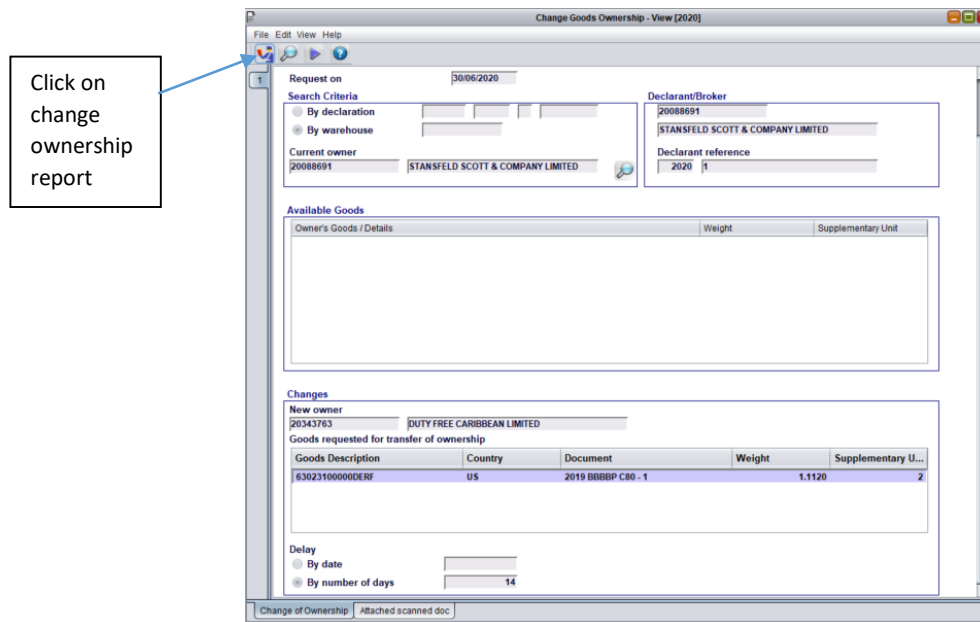 Change Goods Ownership - View [2020]
File Edit View Help
Click on
change
ownership
report
1
Request on 30/06/2020
Search Criteria
By declaration
By warehouse
Current owner
20088691 STANSFELD SCOTT & COMPANY LIMITED
Declarant/Broker
20088691
STANSFELD SCOTT & COMPANY LIMITED
Declarant reference
2020 1
Available Goods
Owner's Goods / Details Weight Supplementary Unit
Changes
New owner
20343763 DUTY FREE CARIBBEAN LIMITED
Goods requested for transfer of ownership
Goods Description Country Document Weight Supplementary U...
63023100000DERF US 2019 BBBBP C80 - 1 1.1120 2
Delay
By date
By number of days 14
Change of Ownership Attached scanned doc